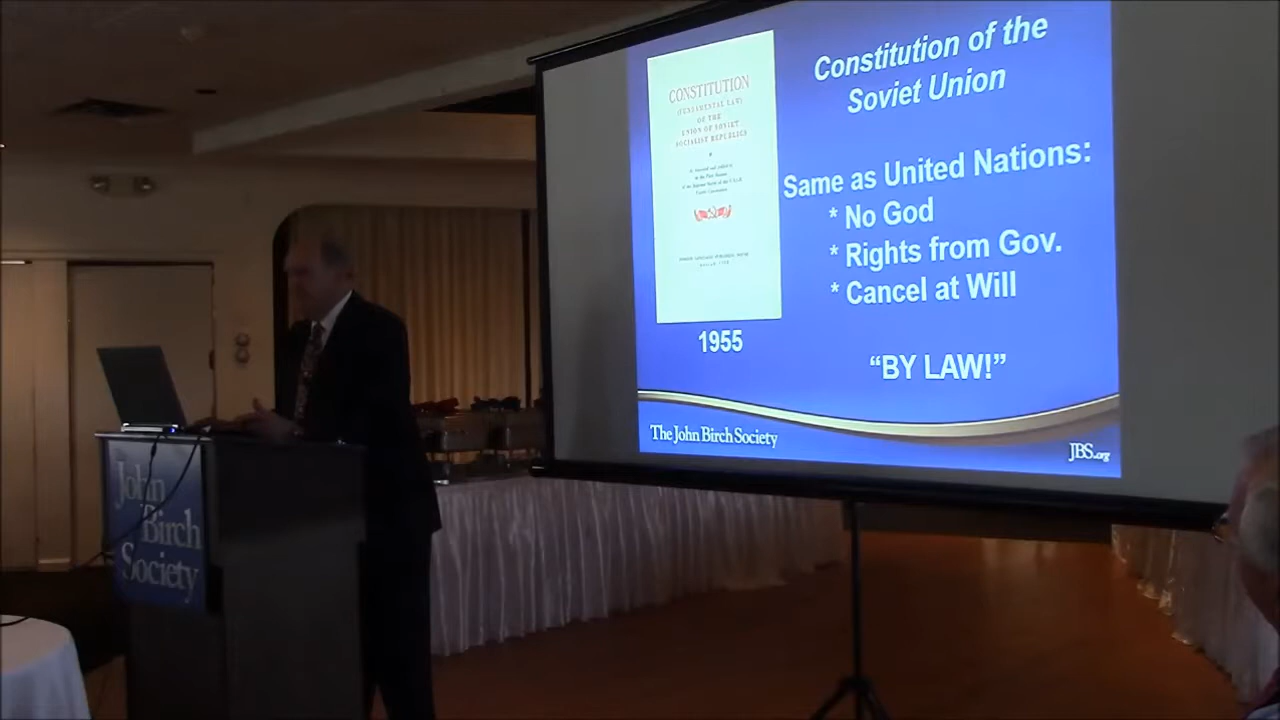 Constitution of the
Soviet Union
CONSTITUTION
(FUNDAMENTAL LAW)
OF THE
UNION OF SOVIET
SOCIALIST REPUBLICS
1955
Same as United Nations:
* No God
* Rights from Gov.
* Cancel at Will
“BY LAW!”
The John Birch Society
JBS.org
John
Birch
Society